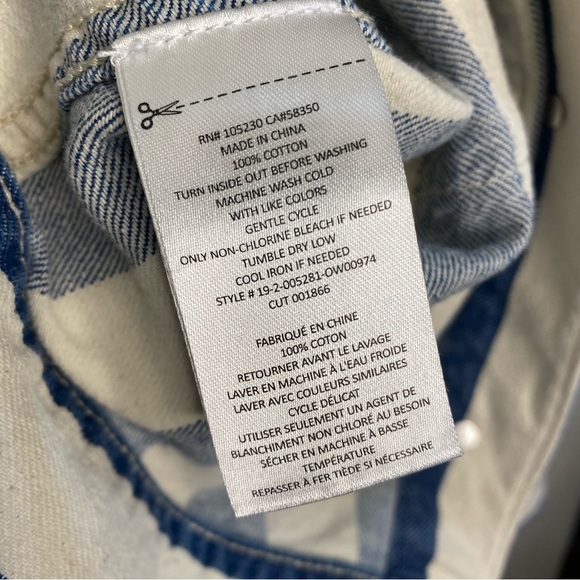 RN# 105230 CA#58350
MADE IN CHINA
100% COTTON
TURN INSIDE OUT BEFORE WASHING
MACHINE WASH COLD
WITH LIKE COLORS
GENTLE CYCLE
ONLY NON-CHLORINE BLEACH IF NEEDED
TUMBLE DRY LOW
COOL IRON IF NEEDED
STYLE # 19-2-005281-OW00974
CUT 001866
FABRIQUÉ EN CHINE
100% COTON
RETOURNER AVANT LE LAVAGE
LAVER EN MACHINE À L'EAU FROIDE
LAVER AVEC COULEURS SIMILAIRES
CYCLE DÉLICAT
UTILISER SEULEMENT UN AGENT DE
BLANCHIMENT NON CHLORÉ AU BESOIN
SÉCHER EN MACHINE À BASSE
TEMPÉRATURE
REPASSER À FER TIÈDE SI NÉCESSAIRE